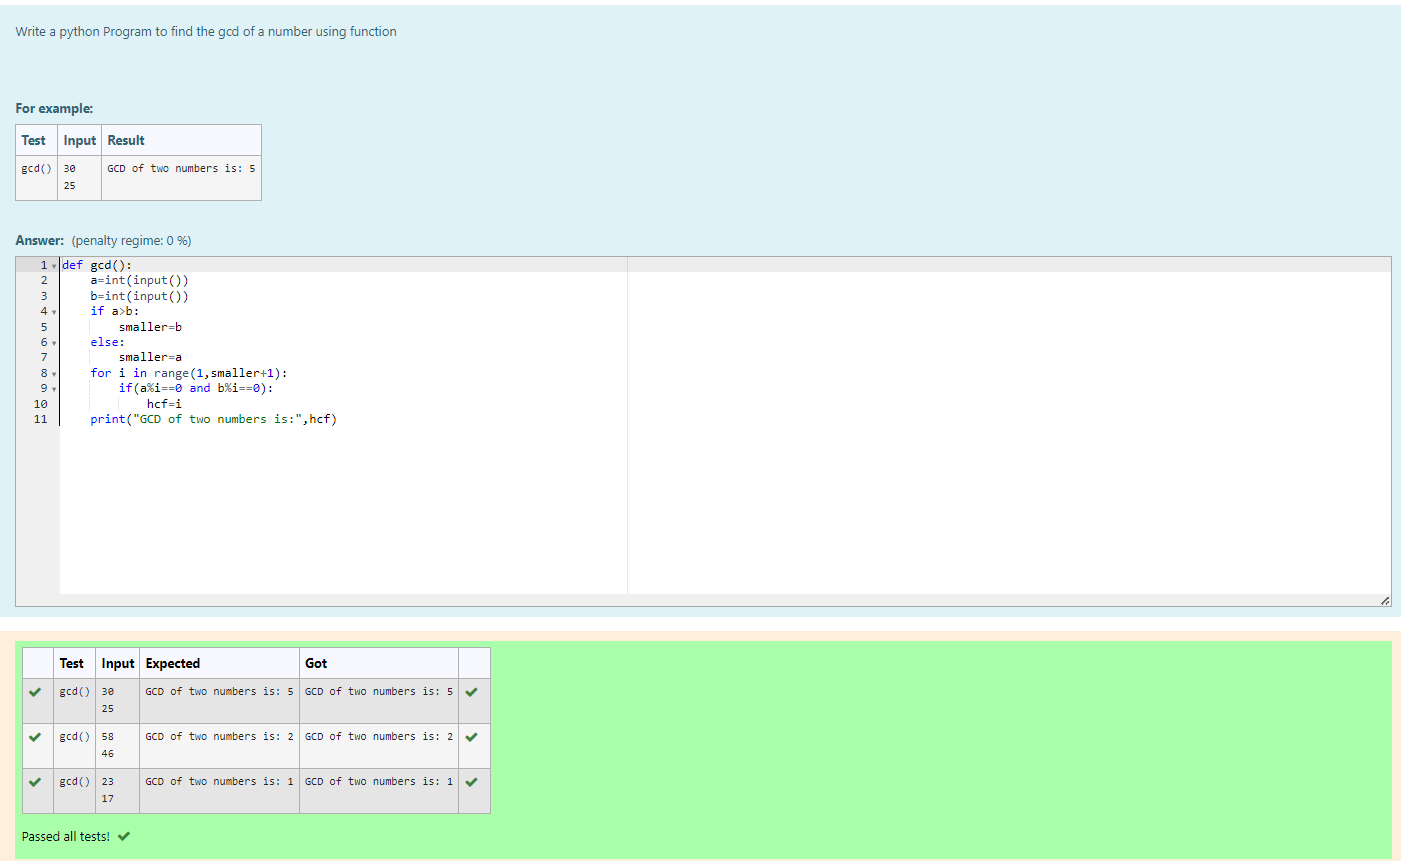 Write a python Program to find the gcd of a number using function
For example:
Test Input Result
gcd() 30 GCD of two numbers is: 5
25
Answer: (penalty regime: 0 %)
1 def gcd():
2     a=int(input())
3     b=int(input())
4     if a>b:
5         smaller=b
6     else:
7         smaller=a
8     for i in range(1,smaller+1):
9         if(a%i==0 and b%i==0):
10             hcf=i
11     print("GCD of two numbers is:",hcf)
Test Input Expected Got
gcd() 30 GCD of two numbers is: 5 GCD of two numbers is: 5
25
gcd() 58 GCD of two numbers is: 2 GCD of two numbers is: 2
46
gcd() 23 GCD of two numbers is: 1 GCD of two numbers is: 1
17
Passed all tests!